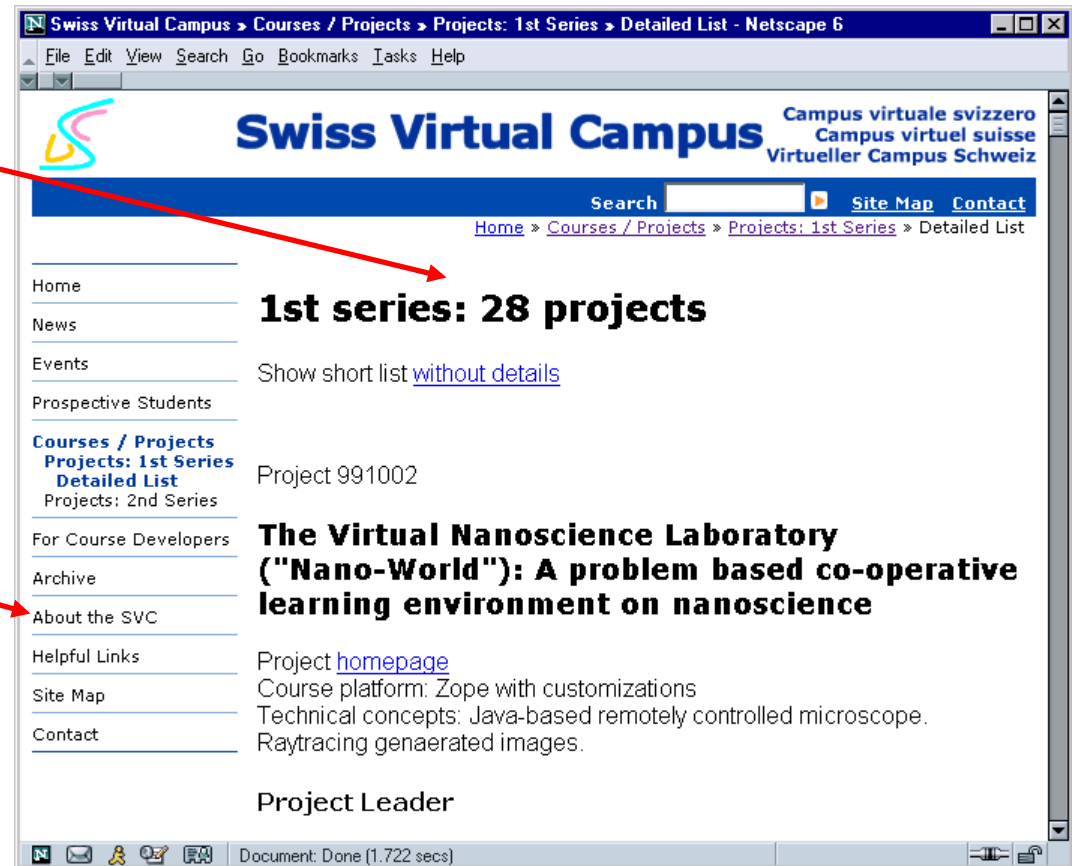 Swiss Virtual Campus » Courses / Projects » Projects: 1st Series » Detailed List - Netscape 6
File Edit View Search Go Bookmarks Tasks Help
Swiss Virtual Campus
Campus virtuale svizzero
Campus virtuel suisse
Virtueller Campus Schweiz
Search Site Map Contact
Home » Courses / Projects » Projects: 1st Series » Detailed List
Home
News
Events
Prospective Students
Courses / Projects
Projects: 1st Series
Detailed List
Projects: 2nd Series
For Course Developers
Archive
About the SVC
Helpful Links
Site Map
Contact
1st series: 28 projects
Show short list without details
Project 991002
The Virtual Nanoscience Laboratory
("Nano-World"): A problem based co-operative
learning environment on nanoscience
Project homepage
Course platform: Zope with customizations
Technical concepts: Java-based remotely controlled microscope.
Raytracing genaerated images.
Project Leader
Document: Done (1.722 secs)